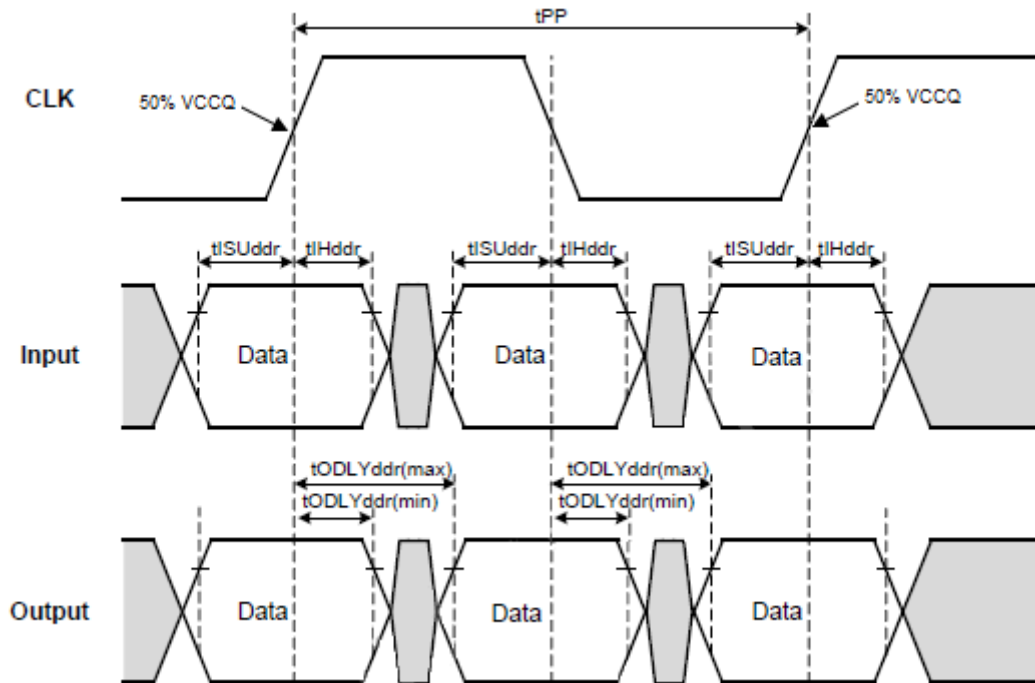 tPP
CLK
50% VCCQ
50% VCCQ
tISUddr tIHddr tISUddr tIHddr tISUddr tIHddr
Input
Data Data Data
tODLYddr(max) tODLYddr(max)
tODLYddr(min) tODLYddr(min)
Output
Data Data Data